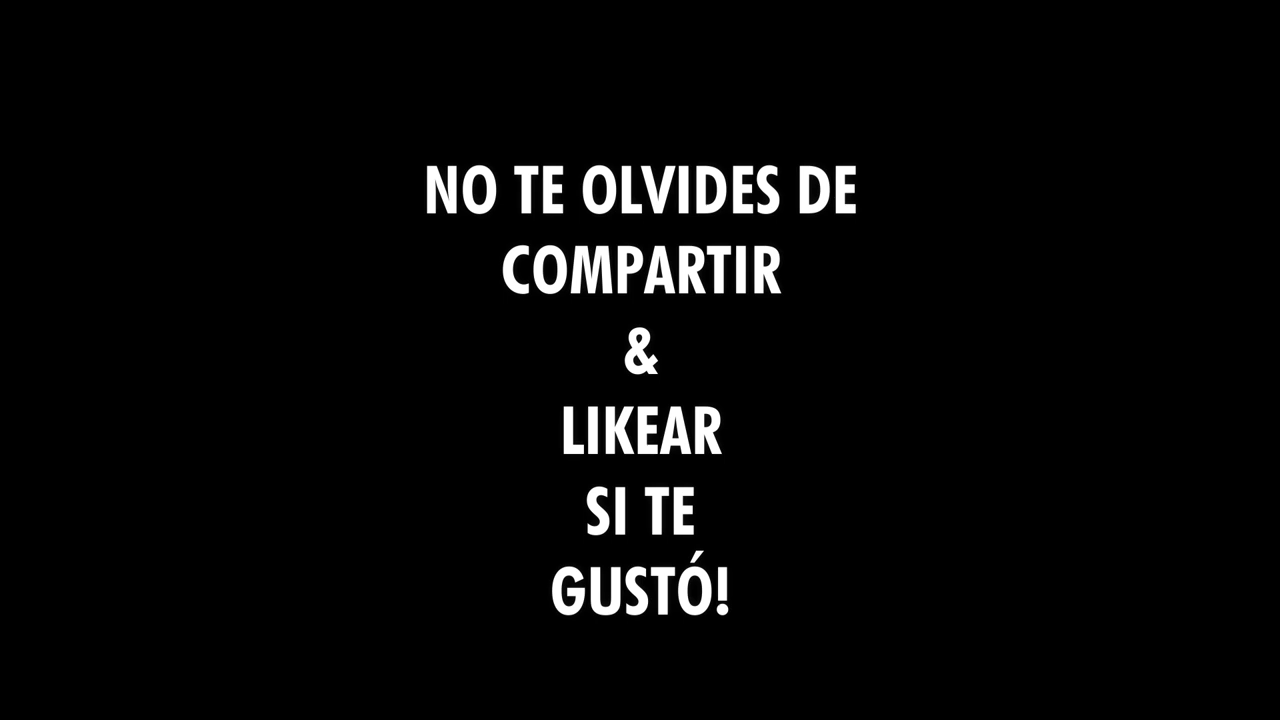 NO TE OLVIDES DE
COMPARTIR
&
LIKEAR
SI TE
GUSTÓ!